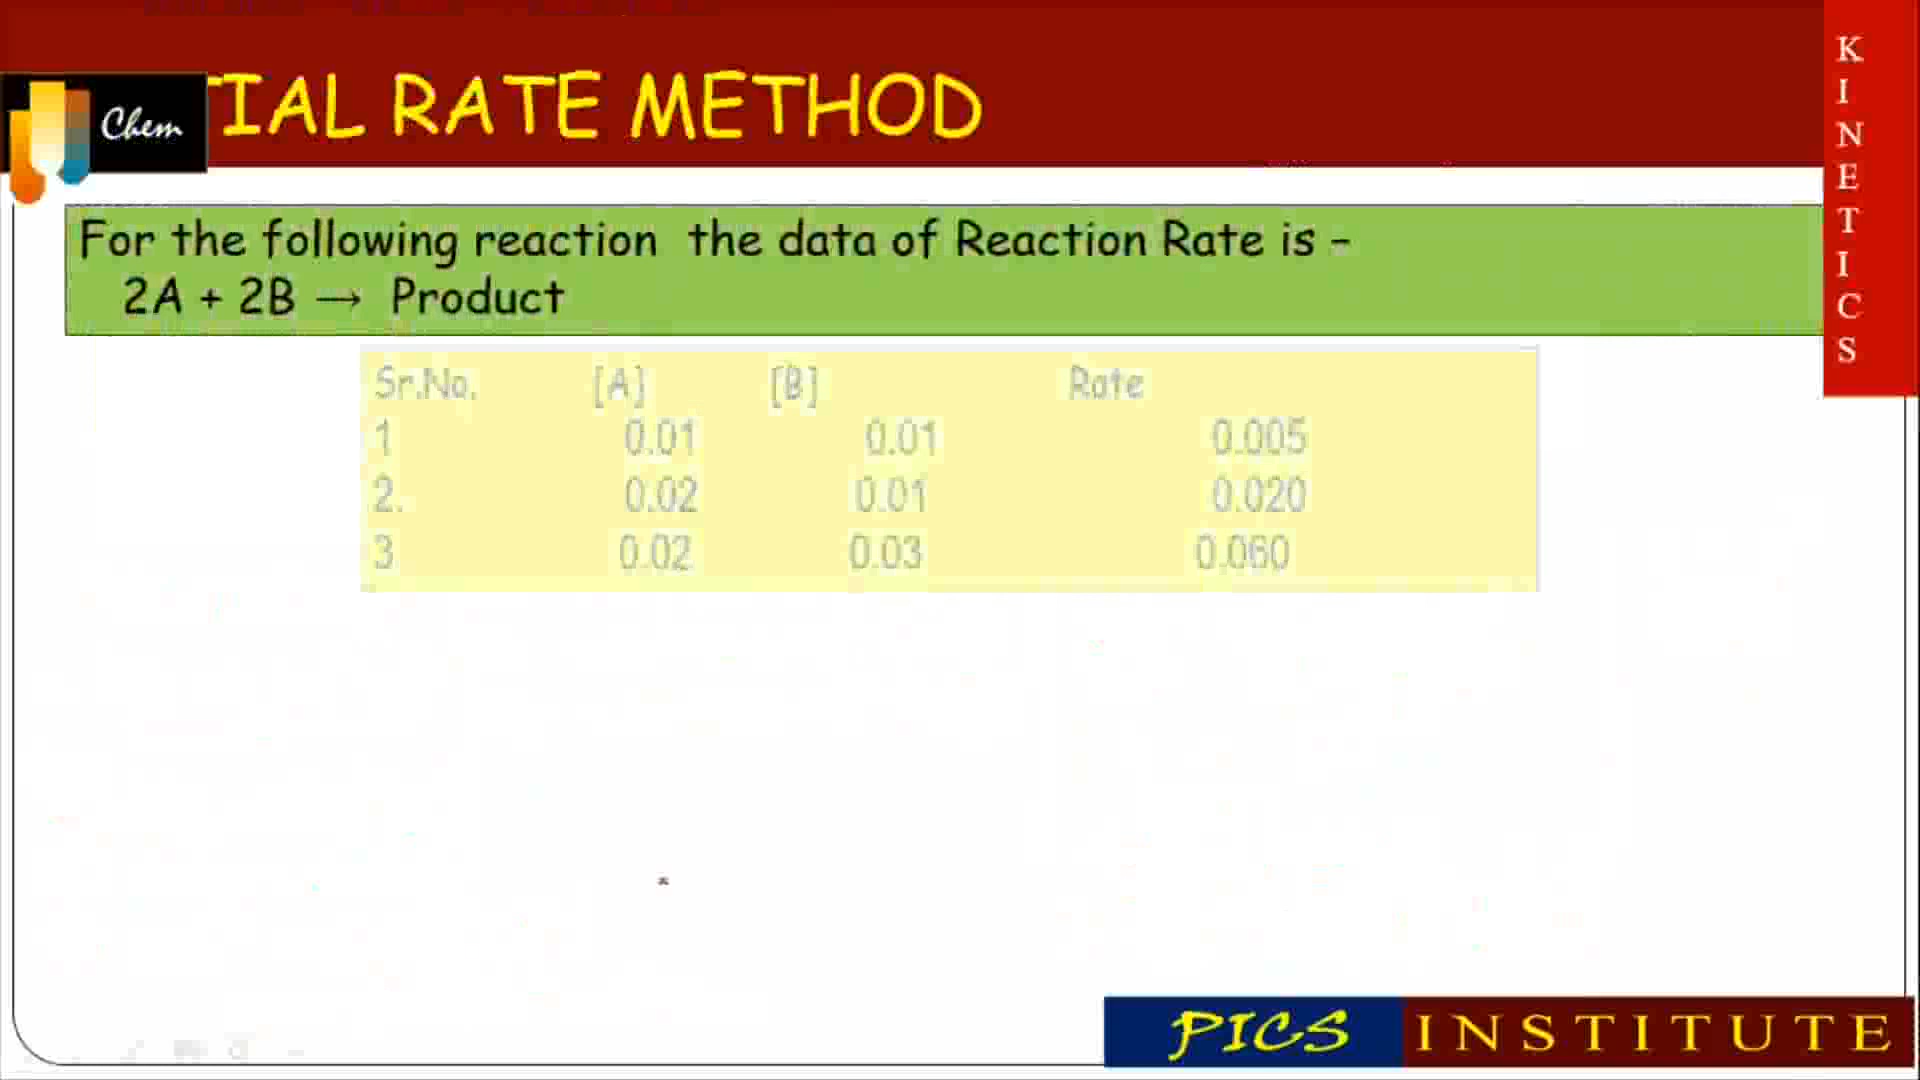 TIAL RATE METHOD
Chem
KINETICS
For the following reaction the data of Reaction Rate is –
2A + 2B → Product
Sr.No. [A] [B] Rate
1 0.01 0.01 0.005
2. 0.02 0.01 0.020
3 0.02 0.03 0.060
PICS INSTITUTE